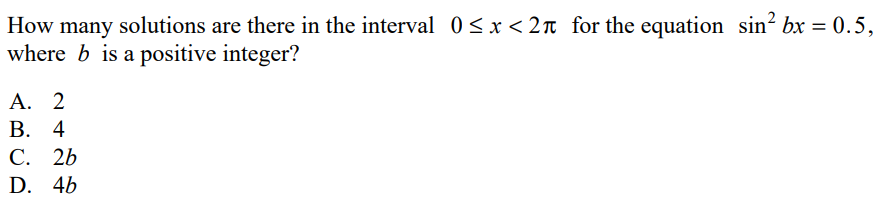 How many solutions are there in the interval 0 ≤ x < 2π for the equation sin² bx = 0.5,
where b is a positive integer?
A. 2
B. 4
C. 2b
D. 4b